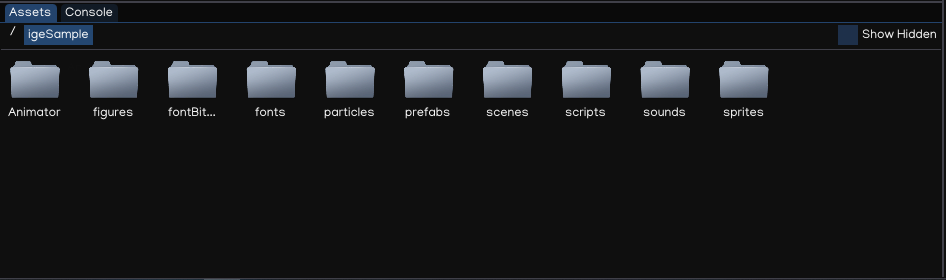 Assets Console
/ igeSample Show Hidden
Animator figures fontBit... fonts particles prefabs scenes scripts sounds sprites